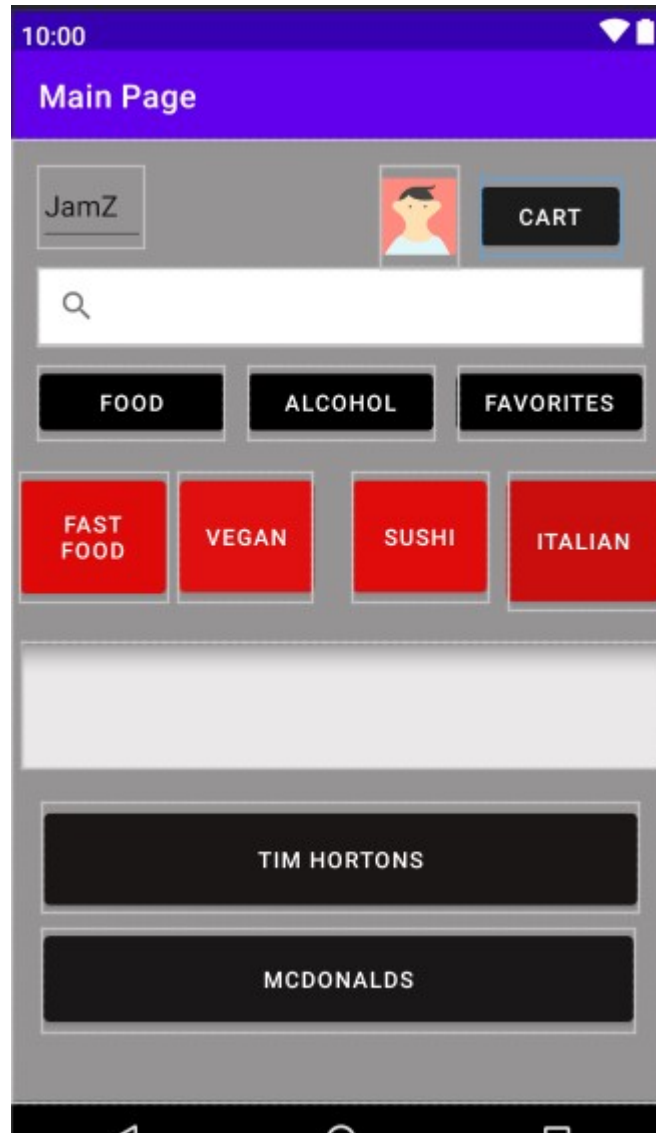 10:00
Main Page
JamZ
CART
FOOD
ALCOHOL
FAVORITES
FAST
FOOD
VEGAN
SUSHI
ITALIAN
TIM HORTONS
MCDONALDS